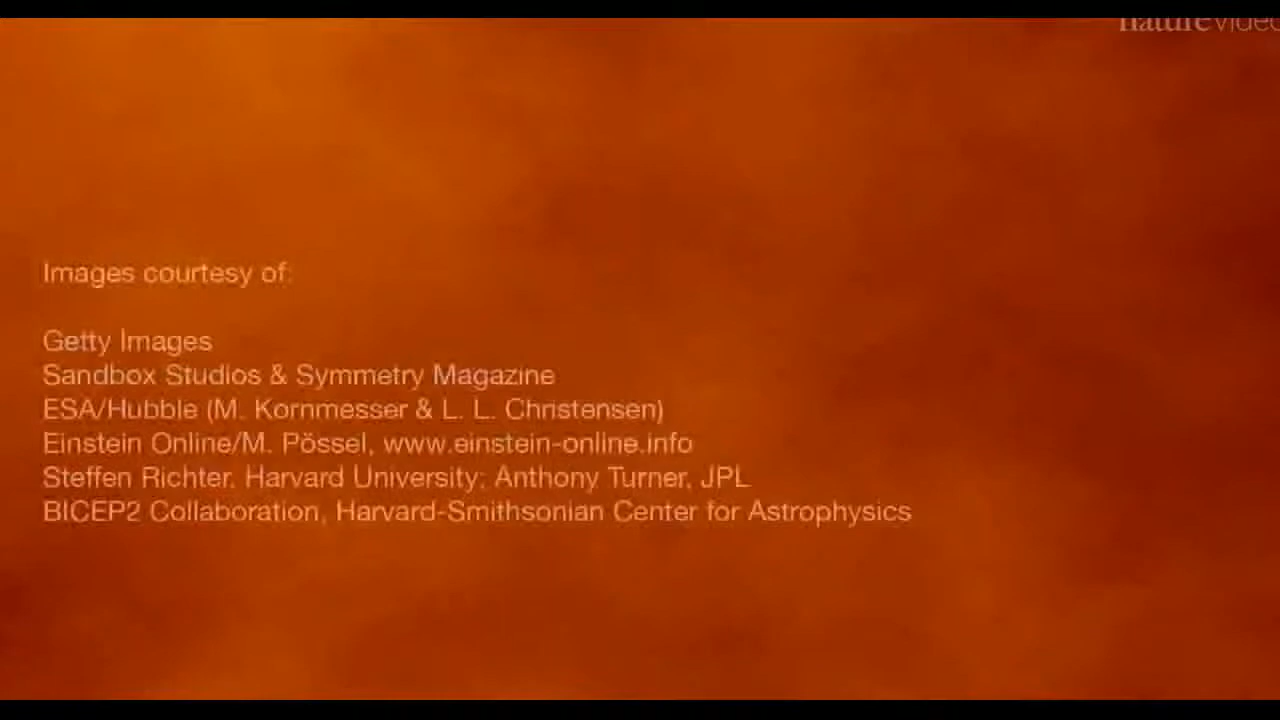 naturevideo
Images courtesy of:
Getty Images
Sandbox Studios & Symmetry Magazine
ESA/Hubble (M. Kornmesser & L. L. Christensen)
Einstein Online/M. Pössel, www.einstein-online.info
Steffen Richter, Harvard University; Anthony Turner, JPL
BICEP2 Collaboration, Harvard-Smithsonian Center for Astrophysics